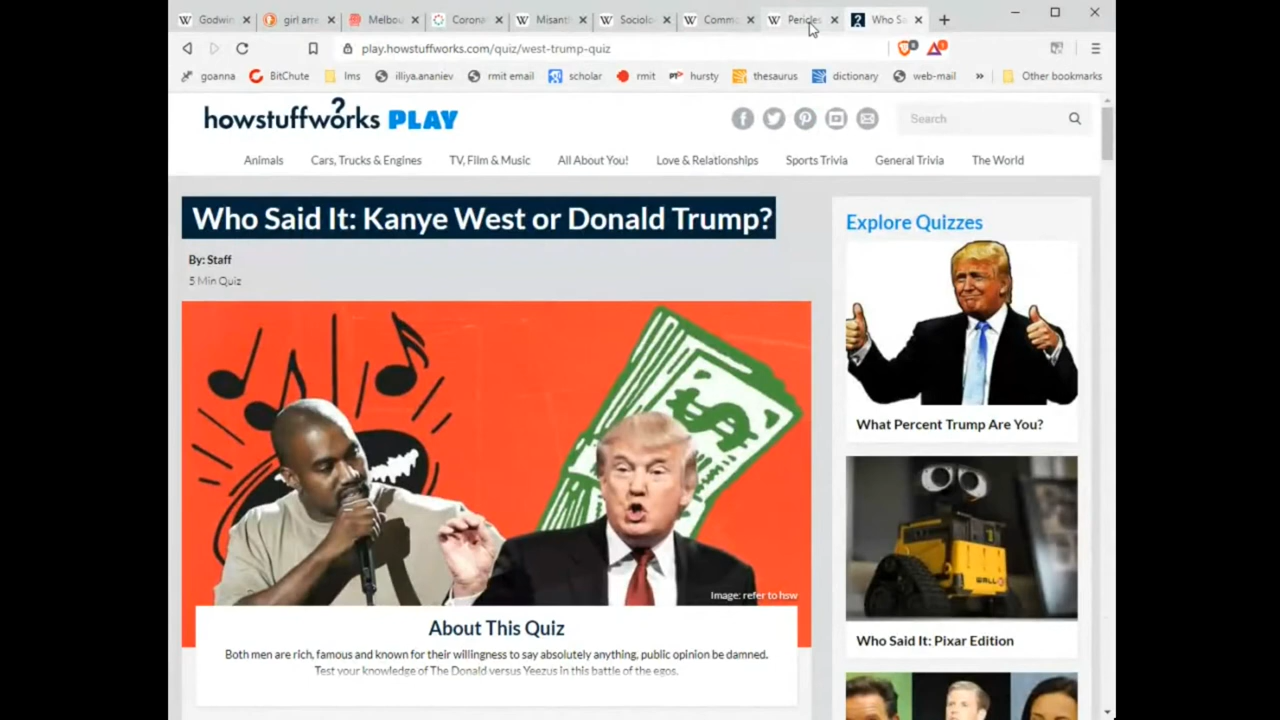 Godwin
girl arre
Melbou
Corona
Misant
Sociolo
Commo
Pericles
Who Sa
play.howstuffworks.com/quiz/west-trump-quiz
goanna
BitChute
lms
illiya.ananiev
rmit email
scholar
rmit
hursty
thesaurus
dictionary
web-mail
»
Other bookmarks
howstuffworks PLAY
Search
Animals
Cars, Trucks & Engines
TV, Film & Music
All About You!
Love & Relationships
Sports Trivia
General Trivia
The World
Who Said It: Kanye West or Donald Trump?
By: Staff
5 Min Quiz
Image: refer to hsw
About This Quiz
Both men are rich, famous and known for their willingness to say absolutely anything, public opinion be damned.
Test your knowledge of The Donald versus Yeezus in this battle of the egos.
Explore Quizzes
What Percent Trump Are You?
WALL·E
Who Said It: Pixar Edition